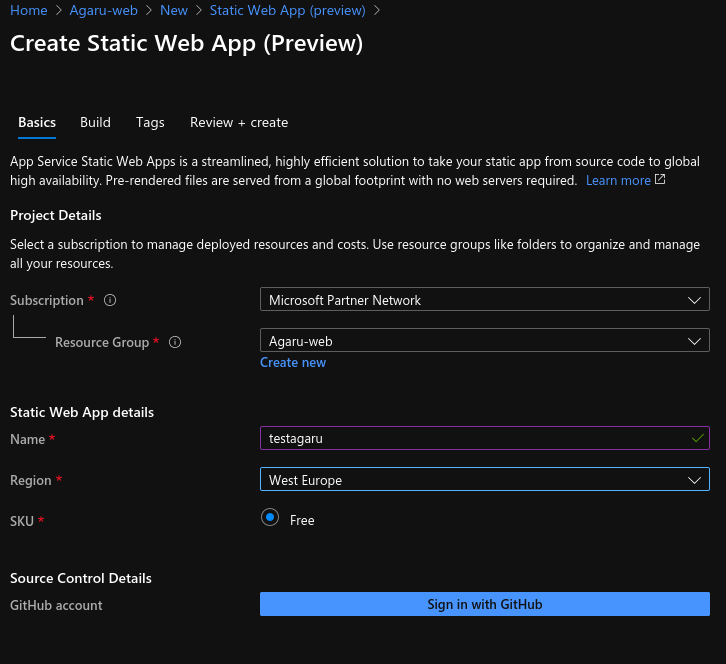 Home > Agaru-web > New > Static Web App (preview) >
Create Static Web App (Preview)
Basics Build Tags Review + create
App Service Static Web Apps is a streamlined, highly efficient solution to take your static app from source code to global
high availability. Pre-rendered files are served from a global footprint with no web servers required. Learn more
Project Details
Select a subscription to manage deployed resources and costs. Use resource groups like folders to organize and manage
all your resources.
Subscription * Microsoft Partner Network
Resource Group * Agaru-web
Create new
Static Web App details
Name * testagaru
Region * West Europe
SKU * Free
Source Control Details
GitHub account Sign in with GitHub